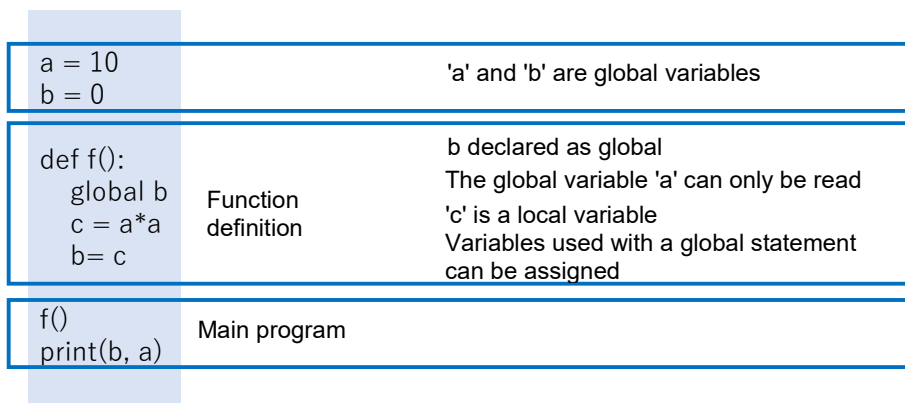 a = 10
b = 0
'a' and 'b' are global variables
def f():
global b
c = a*a
b= c
Function
definition
b declared as global
The global variable 'a' can only be read
'c' is a local variable
Variables used with a global statement
can be assigned
f()
print(b, a)
Main program